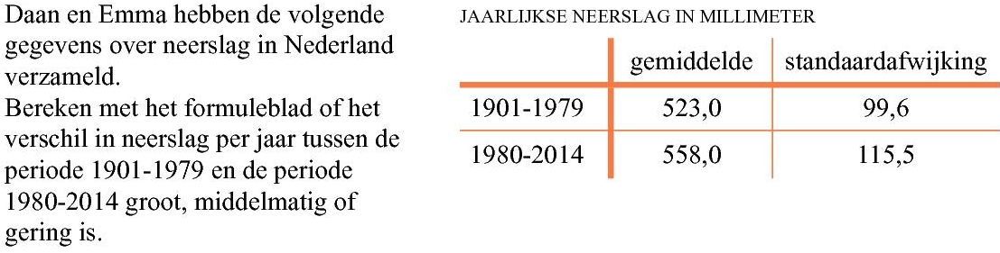 Daan en Emma hebben de volgende
gegevens over neerslag in Nederland
verzameld.
Bereken met het formuleblad of het
verschil in neerslag per jaar tussen de
periode 1901-1979 en de periode
1980-2014 groot, middelmatig of
gering is.
JAARLIJKSE NEERSLAG IN MILLIMETER
gemiddelde standaardafwijking
1901-1979 523,0 99,6
1980-2014 558,0 115,5